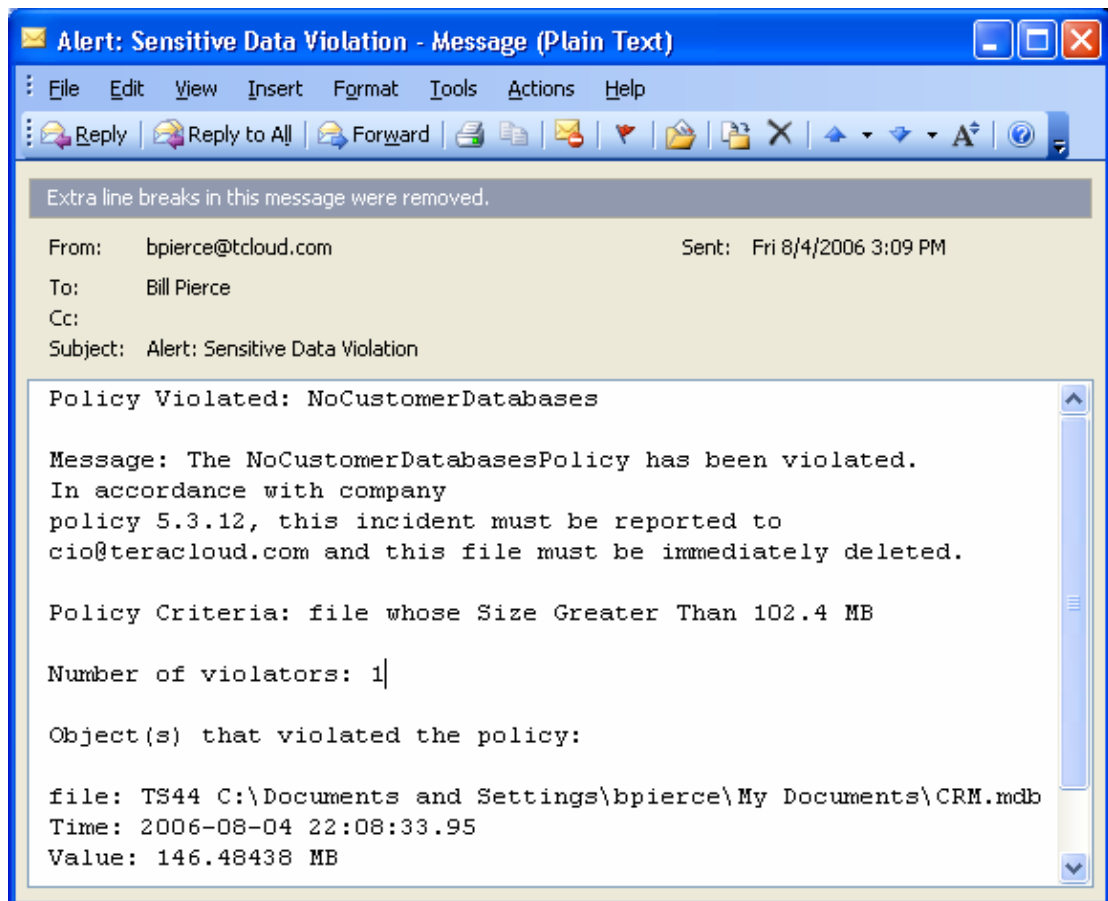 Alert: Sensitive Data Violation - Message (Plain Text)
File Edit View Insert Format Tools Actions Help
Reply Reply to All Forward
Extra line breaks in this message were removed.
From: bpierce@tcloud.com Sent: Fri 8/4/2006 3:09 PM
To: Bill Pierce
Cc:
Subject: Alert: Sensitive Data Violation
Policy Violated: NoCustomerDatabases
Message: The NoCustomerDatabasesPolicy has been violated.
In accordance with company
policy 5.3.12, this incident must be reported to
cio@teracloud.com and this file must be immediately deleted.
Policy Criteria: file whose Size Greater Than 102.4 MB
Number of violators: 1
Object(s) that violated the policy:
file: TS44 C:\Documents and Settings\bpierce\My Documents\CRM.mdb
Time: 2006-08-04 22:08:33.95
Value: 146.48438 MB